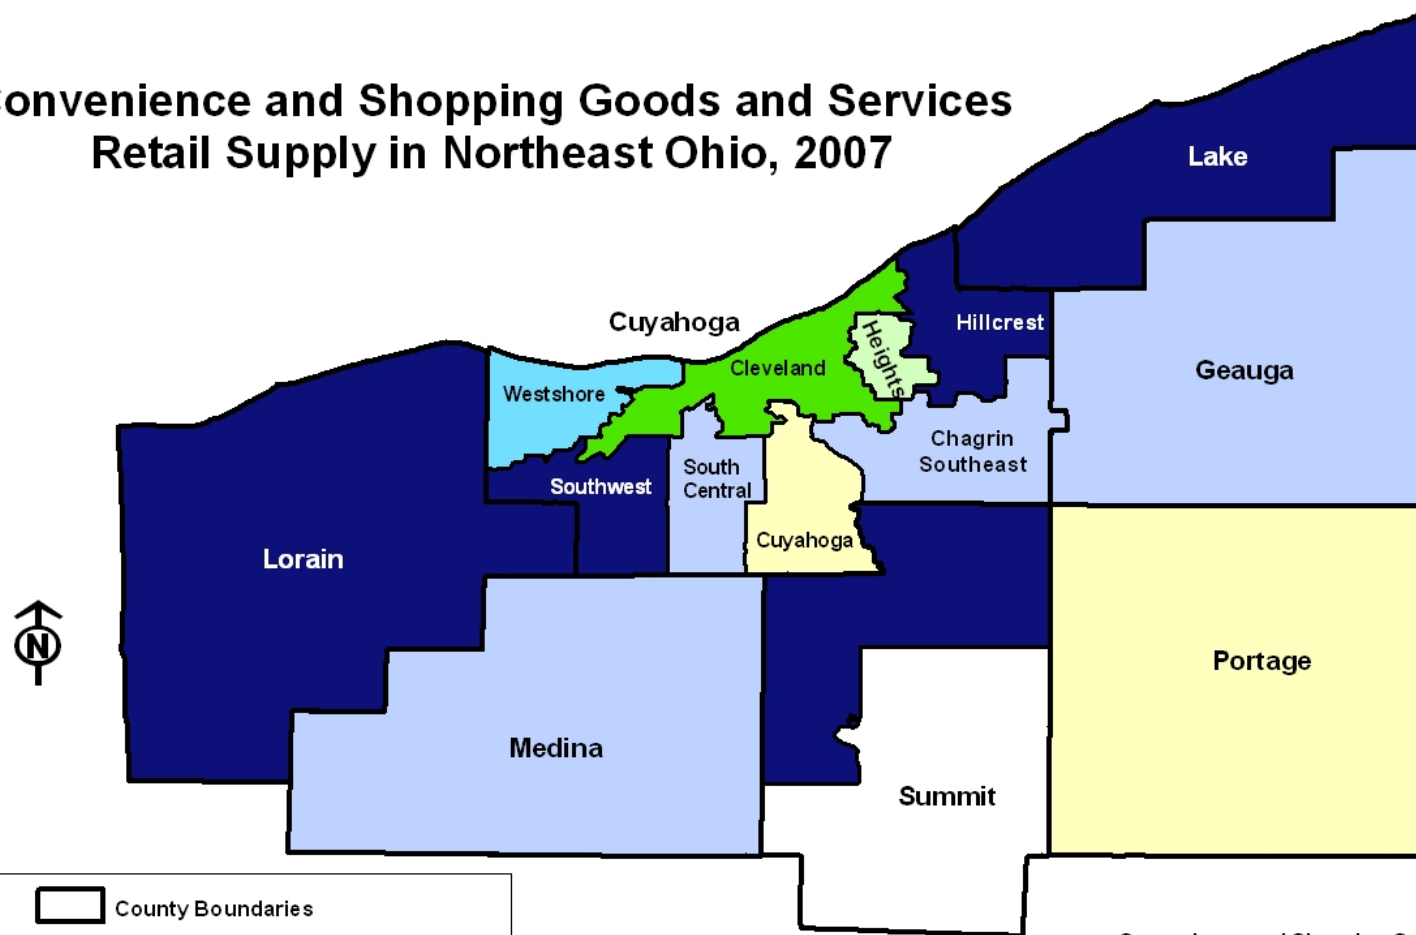 onvenience and Shopping Goods and Services
Retail Supply in Northeast Ohio, 2007
Lake
Cuyahoga
Hillcrest
Heights
Cleveland
Geauga
Westshore
Chagrin
Southeast
South
Central
Southwest
Cuyahoga
Lorain
N
Portage
Medina
Summit
County Boundaries